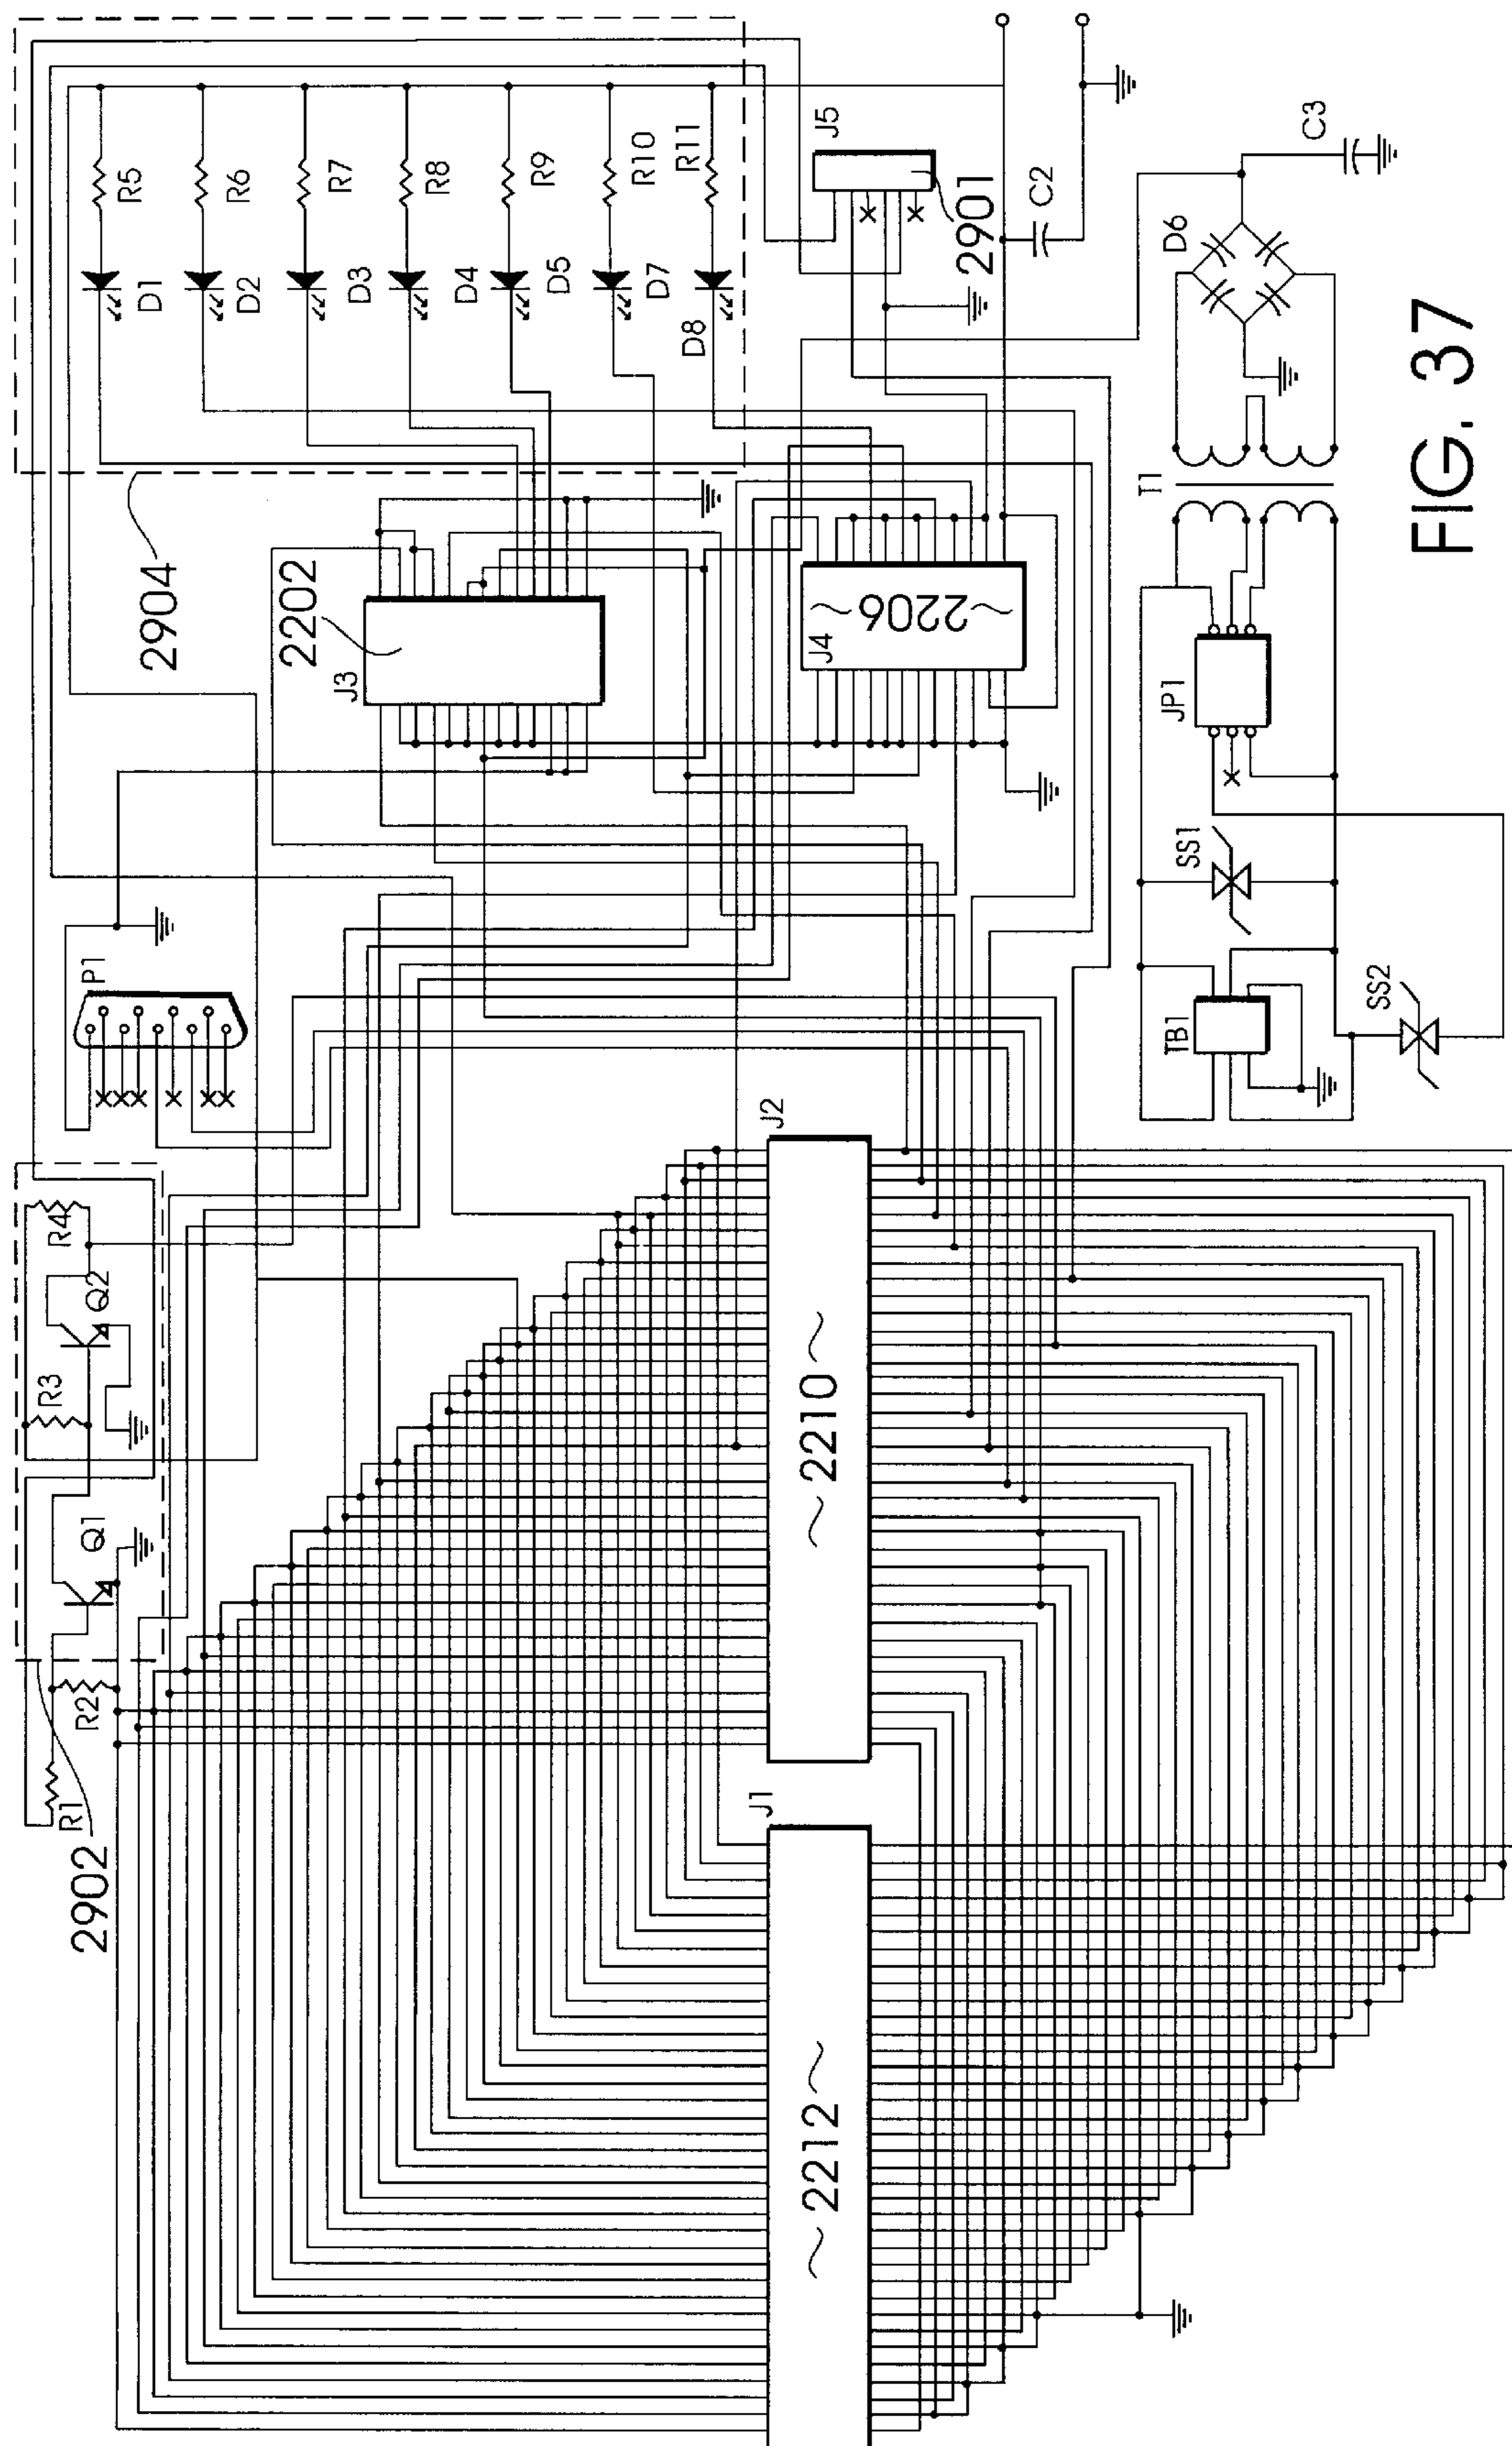 2902
R1
R2
Q1
R3
Q2
R4
P1
2904
R5
R6
R7
R8
R9
R10
R11
D1
D2
D3
D4
D5
D7
D8
J3
2202
J4
~2206~
J5
2901
C2
C3
D6
T1
JP1
SS1
TB1
SS2
J2
~2210~
J1
~2212~
FIG. 37